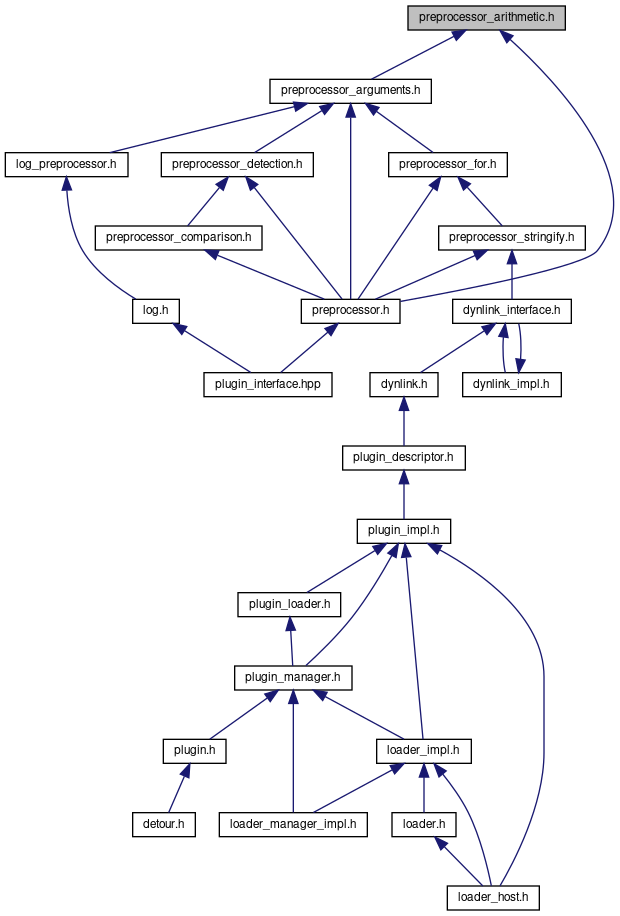 preprocessor_arithmetic.h
preprocessor_arguments.h
log_preprocessor.h
preprocessor_detection.h
preprocessor_for.h
preprocessor_comparison.h
preprocessor_stringify.h
log.h
preprocessor.h
dynlink_interface.h
plugin_interface.hpp
dynlink.h
dynlink_impl.h
plugin_descriptor.h
plugin_impl.h
plugin_loader.h
plugin_manager.h
plugin.h
loader_impl.h
detour.h
loader_manager_impl.h
loader.h
loader_host.h